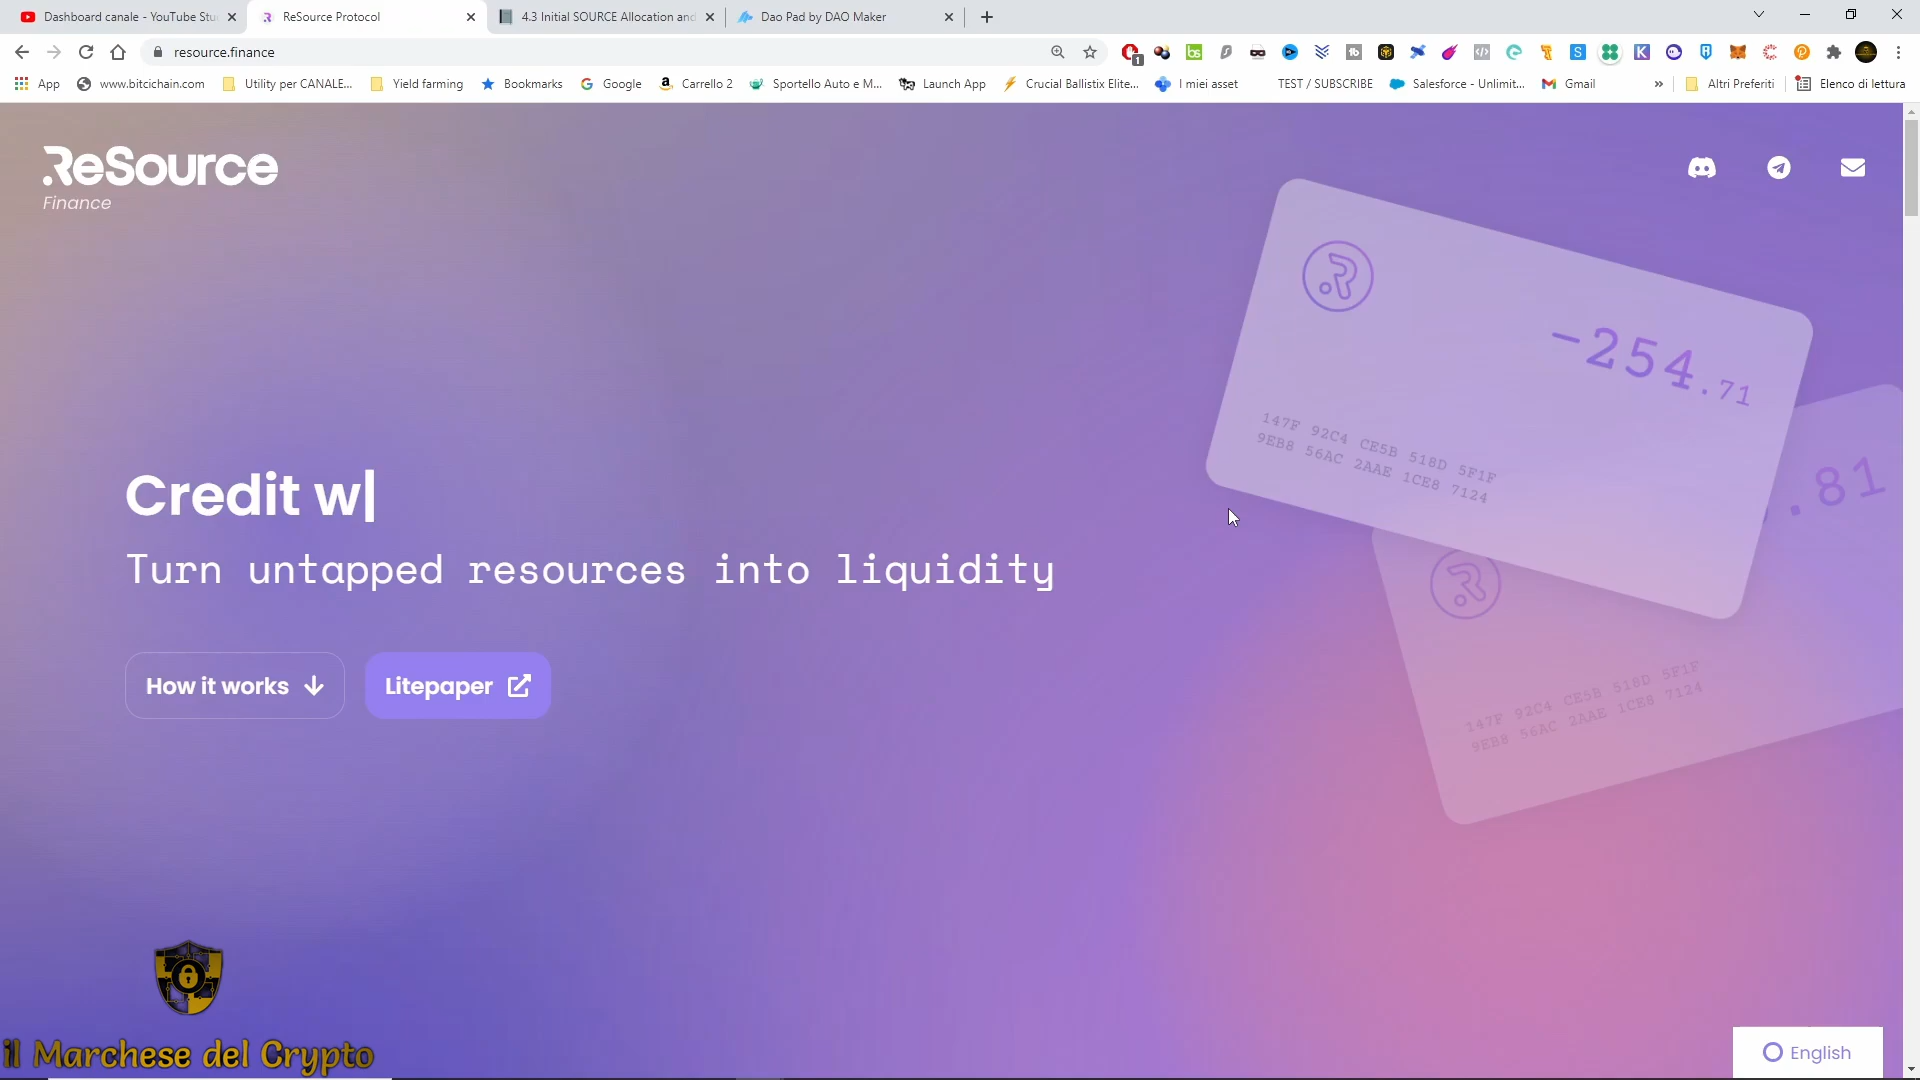 Dashboard canale - YouTube Stu
ReSource Protocol
4.3 Initial SOURCE Allocation and
Dao Pad by DAO Maker
resource.finance
1
App
www.bitcichain.com
Utility per CANALE...
Yield farming
Bookmarks
Google
Carrello 2
Sportello Auto e M...
Launch App
Crucial Ballistix Elite...
I miei asset
TEST / SUBSCRIBE
Salesforce - Unlimit...
Gmail
»
Altri Preferiti
Elenco di lettura
ReSource
Finance
-254.71
147F 92C4 CE5B 518D 5F1F
9EB8 56AC 2AAE 1CE8 7124
.81
147F 92C4 CE5B 518D 5F1F
9EB8 56AC 2AAE 1CE8 7124
Credit w|
Turn untapped resources into liquidity
How it works
Litepaper
il Marchese del Crypto
English